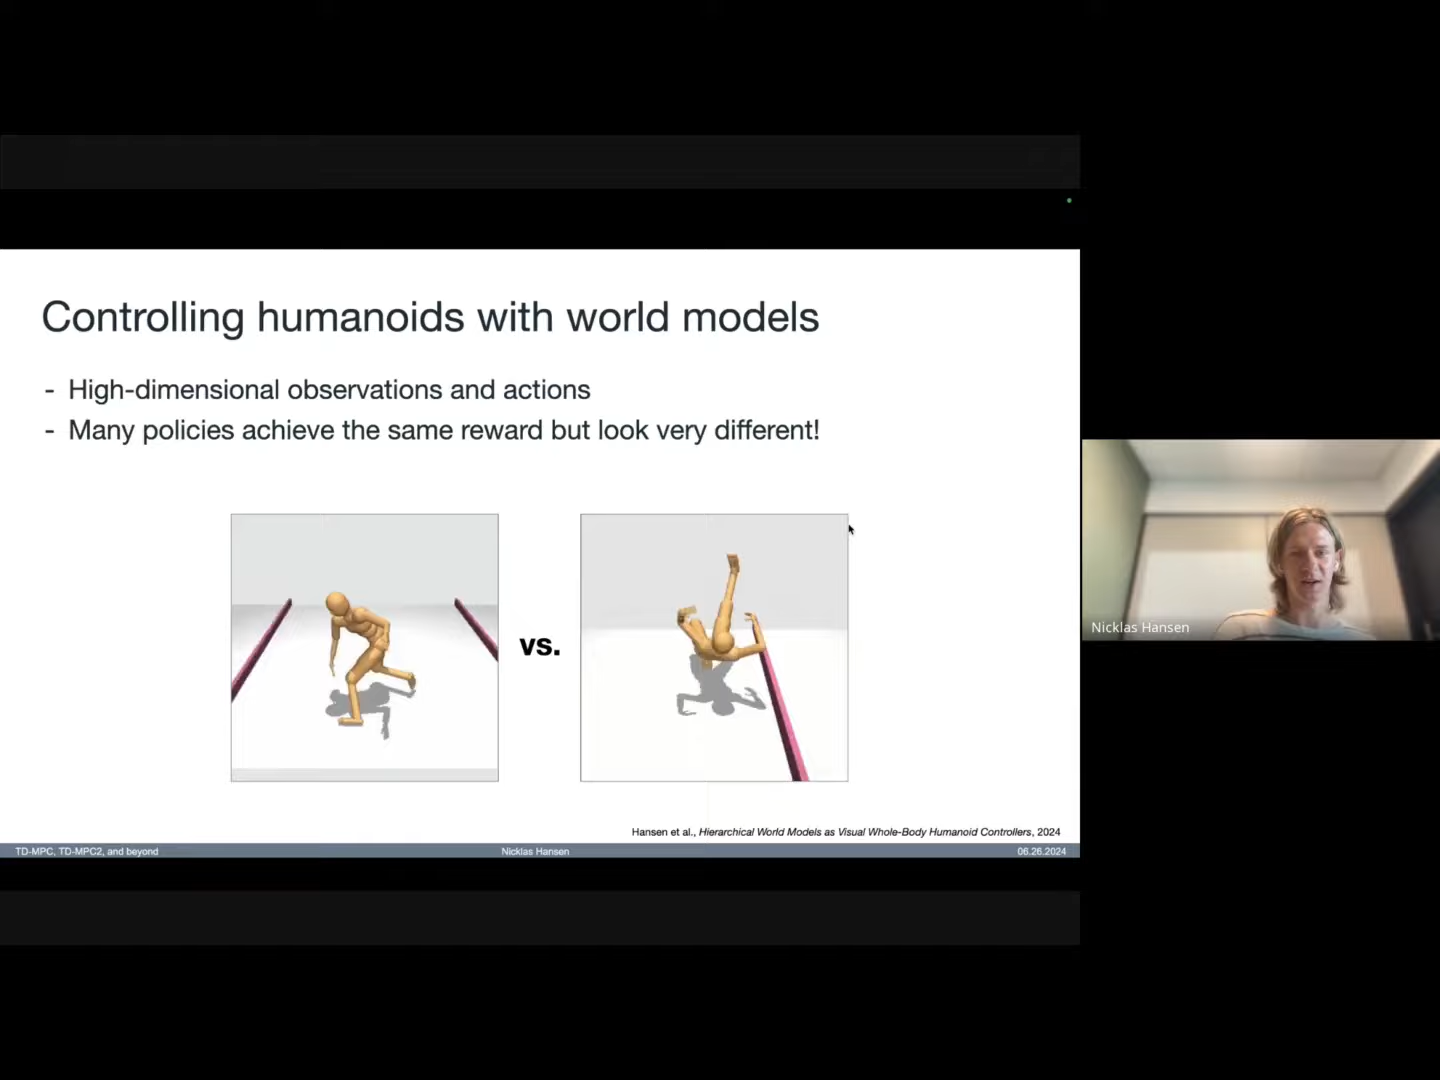 Controlling humanoids with world models
- High-dimensional observations and actions
- Many policies achieve the same reward but look very different!
vs.
Hansen et al., Hierarchical World Models as Visual Whole-Body Humanoid Controllers, 2024
TD-MPC, TD-MPC2, and beyond
Nicklas Hansen
06.26.2024
Nicklas Hansen